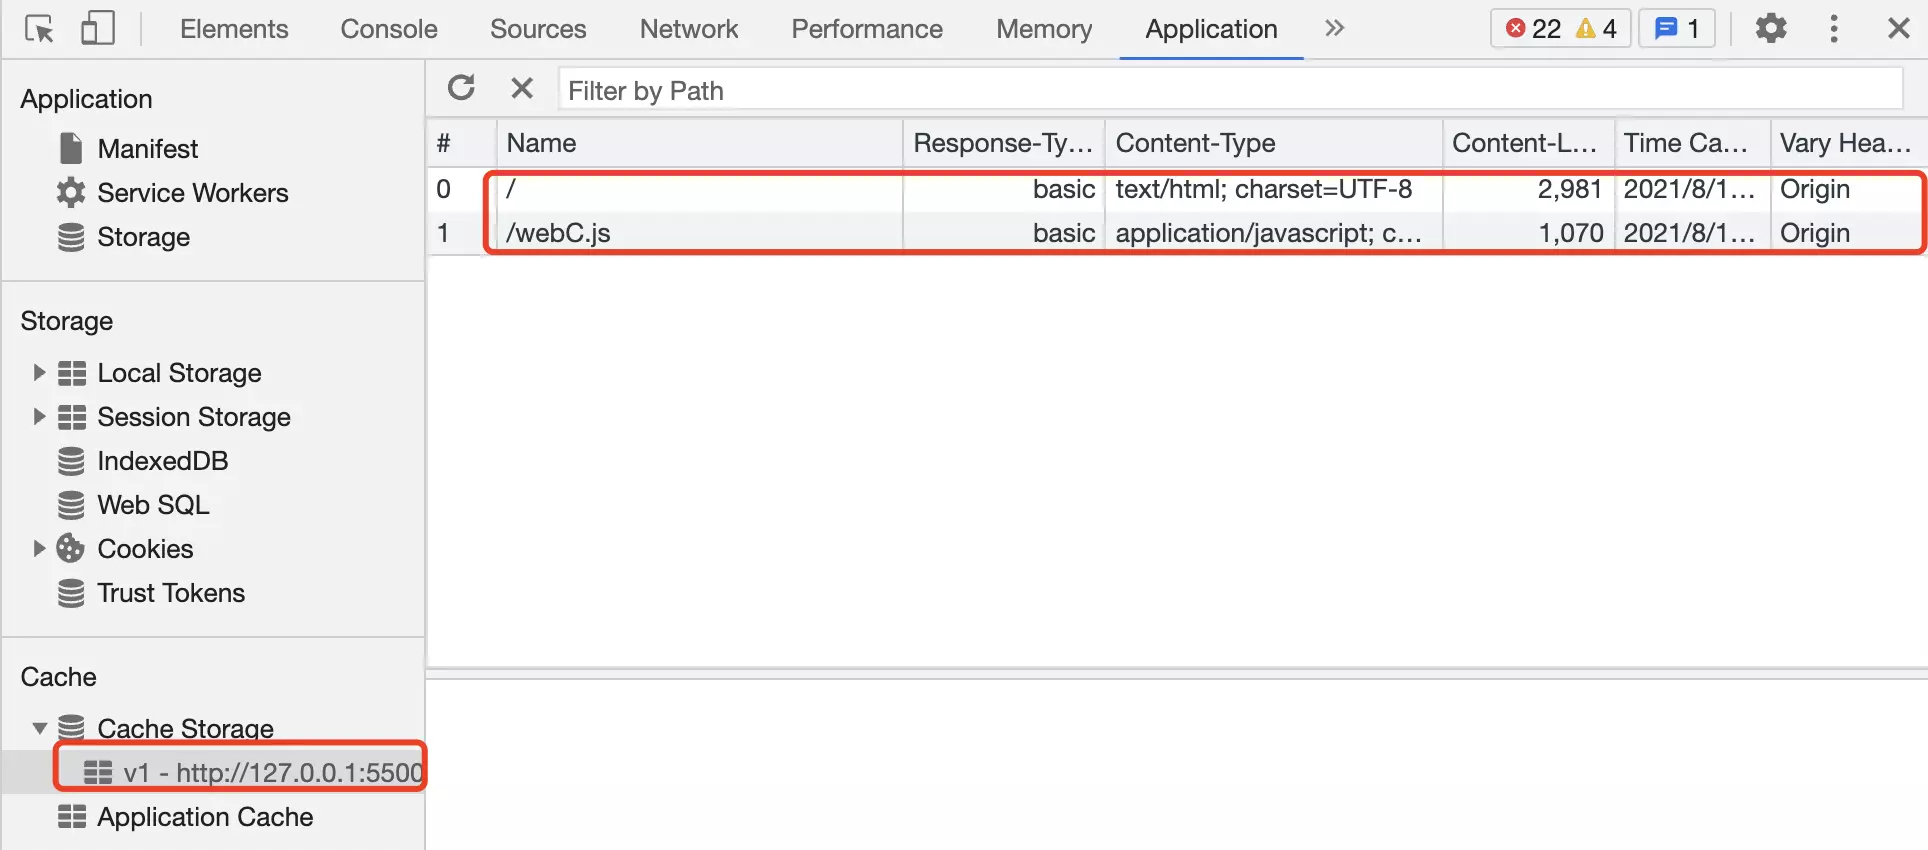 Elements Console Sources Network Performance Memory Application » 22 4 1
Application
Manifest
Service Workers
Storage
Storage
Local Storage
Session Storage
IndexedDB
Web SQL
Cookies
Trust Tokens
Cache
Cache Storage
v1 - http://127.0.0.1:5500
Application Cache
Filter by Path
# Name Response-Ty... Content-Type Content-L... Time Ca... Vary Hea...
0 / basic text/html; charset=UTF-8 2,981 2021/8/1... Origin
1 /webC.js basic application/javascript; c... 1,070 2021/8/1... Origin